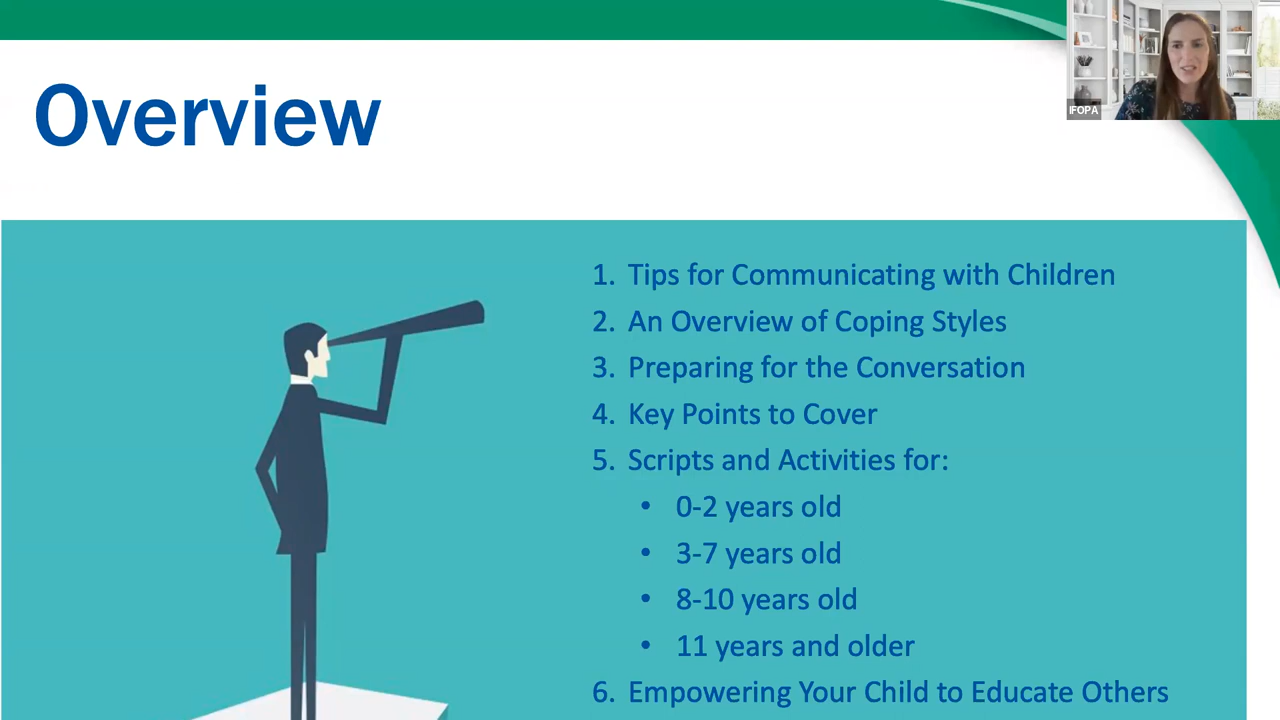 IFOPA
Overview
1. Tips for Communicating with Children
2. An Overview of Coping Styles
3. Preparing for the Conversation
4. Key Points to Cover
5. Scripts and Activities for:
• 0-2 years old
• 3-7 years old
• 8-10 years old
• 11 years and older
6. Empowering Your Child to Educate Others